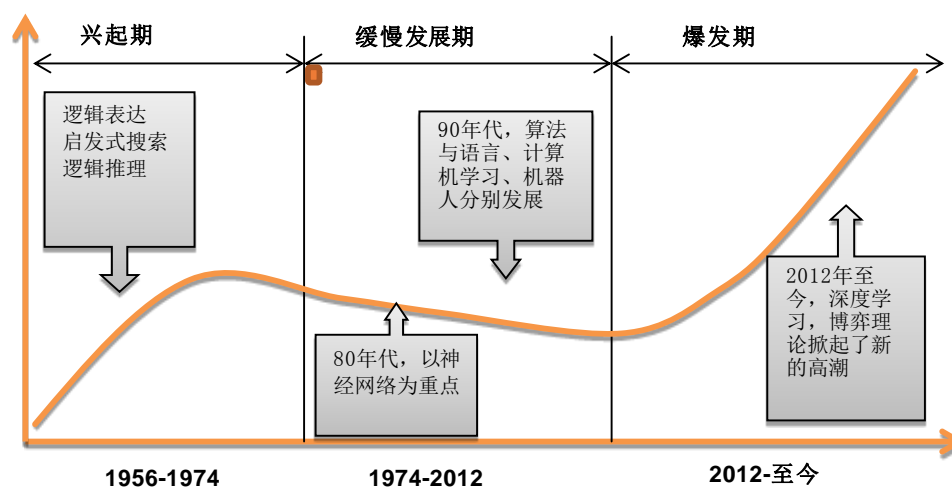 兴起期
缓慢发展期
爆发期
逻辑表达
启发式搜索
逻辑推理
90年代，算法
与语言、计算
机学习、机器
人分别发展
80年代，以神
经网络为重点
2012年至
今，深度学
习，博弈理
论掀起了新
的高潮
1956-1974
1974-2012
2012-至今